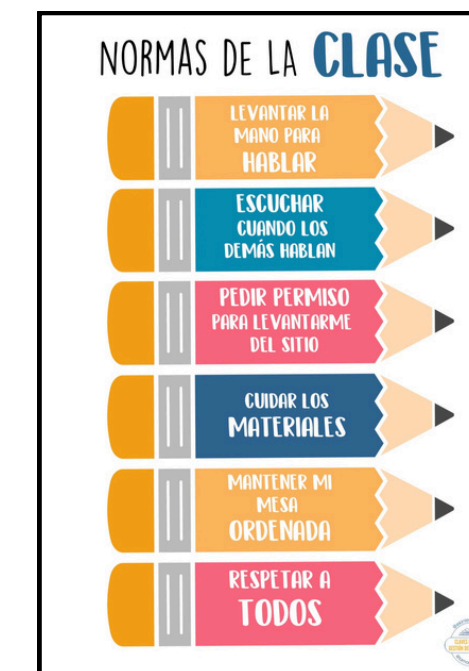 NORMAS DE LA CLASE
LEVANTAR LA
MANO PARA
HABLAR
ESCUCHAR
CUANDO LOS
DEMÁS HABLAN
PEDIR PERMISO
PARA LEVANTARME
DEL SITIO
CUIDAR LOS
MATERIALES
MANTENER MI
MESA
ORDENADA
RESPETAR A
TODOS